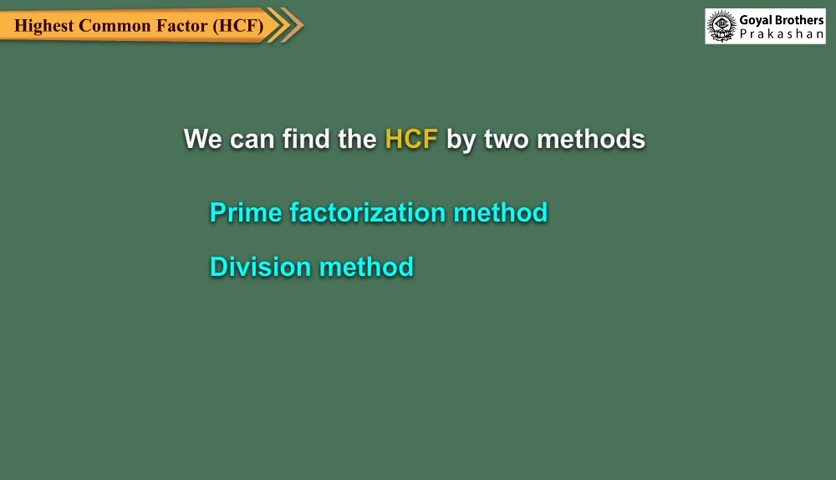 Highest Common Factor (HCF)
Goyal Brothers
Prakashan
We can find the HCF by two methods
Prime factorization method
Division method